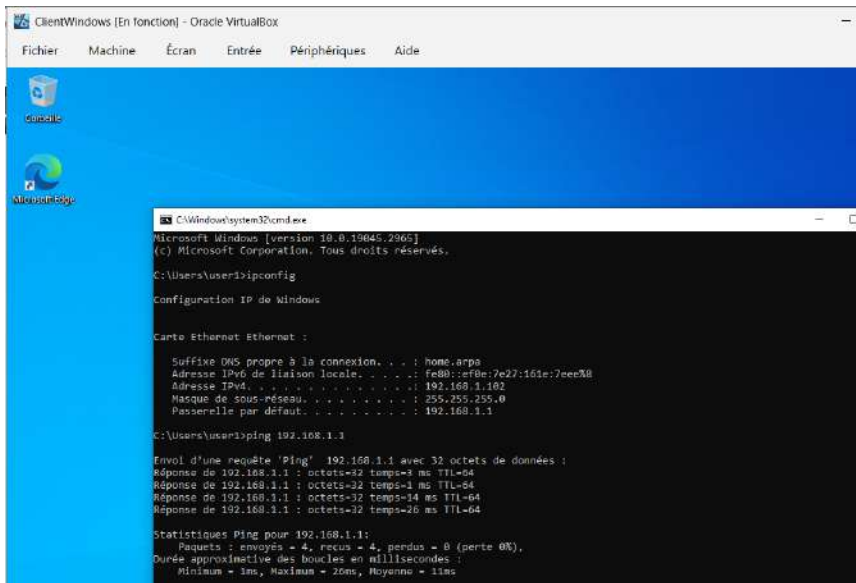 ClientWindows [En fonction] - Oracle VirtualBox
Fichier Machine Écran Entrée Périphériques Aide
Corbeille
Microsoft Edge
C:\Windows\system32\cmd.exe
Microsoft Windows [version 10.0.19045.2965]
(c) Microsoft Corporation. Tous droits réservés.
C:\Users\user1>ipconfig
Configuration IP de Windows
Carte Ethernet Ethernet :
Suffixe DNS propre à la connexion. . . : home.arpa
Adresse IPv6 de liaison locale. . . . .: fe80::ef0e:7e27:161e:7eee%8
Adresse IPv4. . . . . . . . . . . . . .: 192.168.1.102
Masque de sous-réseau. . . . . . . . . : 255.255.255.0
Passerelle par défaut. . . . . . . . . : 192.168.1.1
C:\Users\user1>ping 192.168.1.1
Envoi d'une requête 'Ping'  192.168.1.1 avec 32 octets de données :
Réponse de 192.168.1.1 : octets=32 temps=3 ms TTL=64
Réponse de 192.168.1.1 : octets=32 temps=1 ms TTL=64
Réponse de 192.168.1.1 : octets=32 temps=14 ms TTL=64
Réponse de 192.168.1.1 : octets=32 temps=26 ms TTL=64
Statistiques Ping pour 192.168.1.1:
Paquets : envoyés = 4, reçus = 4, perdus = 0 (perte 0%),
Durée approximative des boucles en millisecondes :
Minimum = 1ms, Maximum = 26ms, Moyenne = 11ms